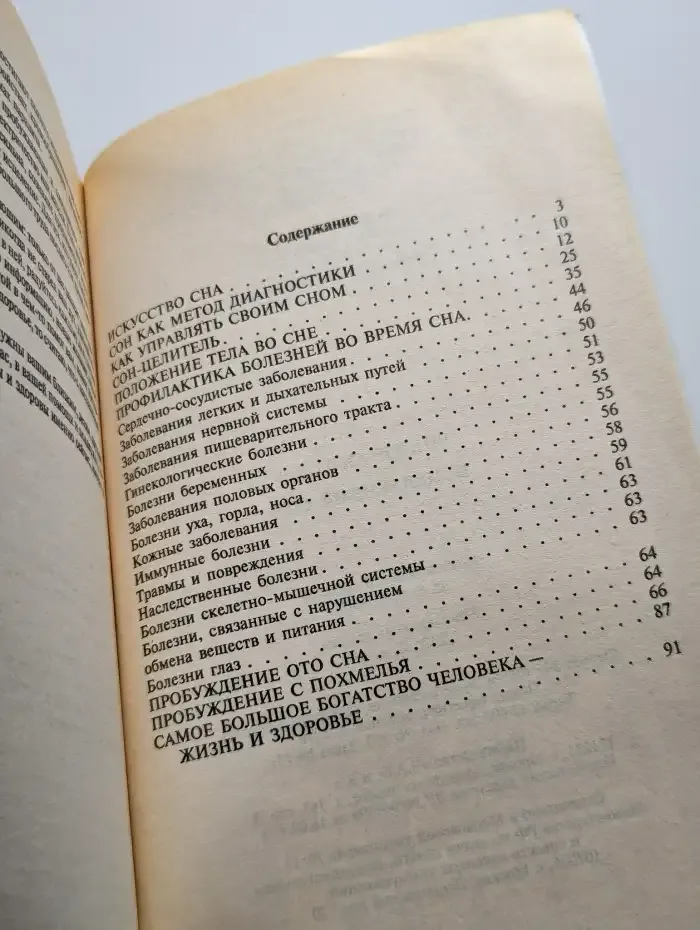 Содержание
ИСКУССТВО СНА . . . 3
СОН КАК МЕТОД ДИАГНОСТИКИ . . . 10
КАК УПРАВЛЯТЬ СВОИМ СНОМ . . . 12
СОН-ЦЕЛИТЕЛЬ . . . 25
ПОЛОЖЕНИЕ ТЕЛА ВО СНЕ . . . 35
ПРОФИЛАКТИКА БОЛЕЗНЕЙ ВО ВРЕМЯ СНА . . . 44
Сердечно-сосудистые заболевания . . . 46
Заболевания легких и дыхательных путей . . . 50
Заболевания нервной системы . . . 51
Заболевания пищеварительного тракта . . . 53
Гинекологические болезни . . . 55
Болезни беременных . . . 55
Заболевания половых органов . . . 56
Болезни уха, горла, носа . . . 58
Кожные заболевания . . . 59
Иммунные болезни . . . 61
Травмы и повреждения . . . 63
Наследственные болезни . . . 63
Болезни скелетно-мышечной системы . . . 63
Болезни, связанные с нарушением
обмена веществ и питания . . . 64
Болезни глаз . . . 64
ПРОБУЖДЕНИЕ ОТО СНА . . . 66
ПРОБУЖДЕНИЕ С ПОХМЕЛЬЯ . . . 87
САМОЕ БОЛЬШОЕ БОГАТСТВО ЧЕЛОВЕКА —
ЖИЗНЬ И ЗДОРОВЬЕ . . . 91